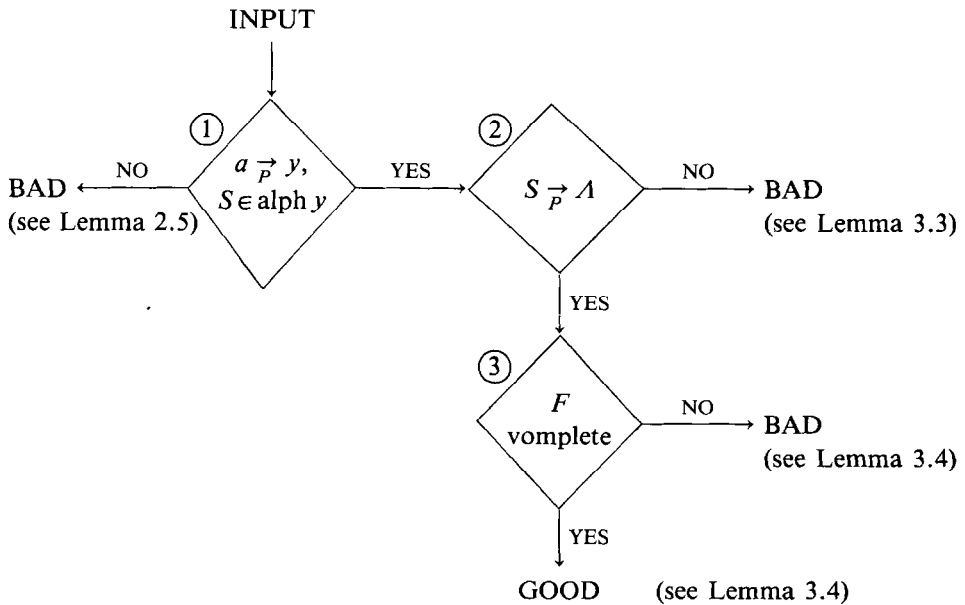 INPUT
①
a →P y,
S ∈ alph y
NO
BAD
(see Lemma 2.5)
YES
②
S →P Λ
NO
BAD
(see Lemma 3.3)
YES
③
F
vomplete
NO
BAD
(see Lemma 3.4)
YES
GOOD (see Lemma 3.4)